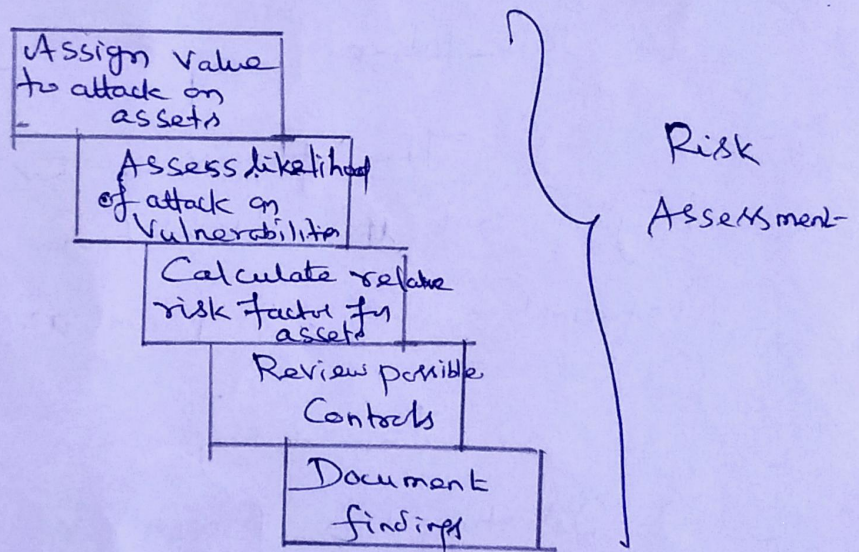 Assign value
to attack on
assets
Assess likelihood
of attack on
Vulnerabilities
Calculate relative
risk factor for
assets
Review possible
Controls
Document
findings
Risk
Assessment